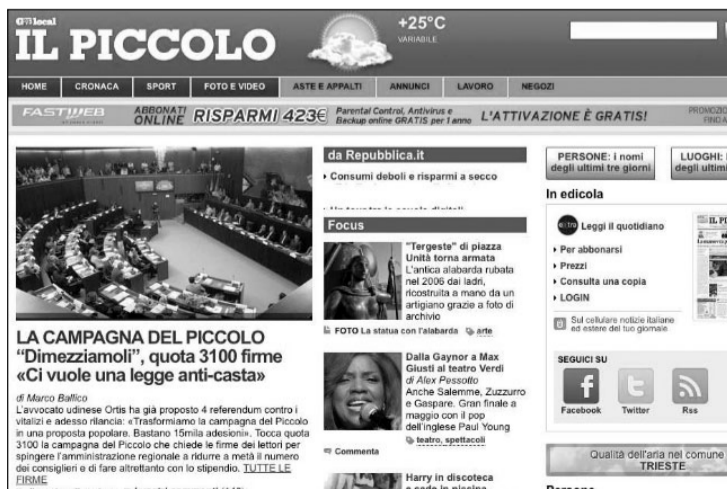 local
IL PICCOLO
+25°C
VARIABILE
HOME CRONACA SPORT FOTO E VIDEO ASTE E APPALTI ANNUNCI LAVORO NEGOZI
FASTWEB
ABBONATI
ONLINE
RISPARMI 423€
Parental Control, Antivirus e
Backup online GRATIS per 1 anno
L'ATTIVAZIONE È GRATIS!
LA CAMPAGNA DEL PICCOLO
“Dimezziamoli”, quota 3100 firme
«Ci vuole una legge anti-casta»
di Marco Ballico
L'avvocato udinese Ortis ha già proposto 4 referendum contro i
vitalizi e adesso rilancia: «Trasformiamo la campagna del Piccolo
in una proposta popolare. Bastano 15mila adesioni». Tocca quota
3100 la campagna del Piccolo che chiede le firme dei lettori per
spingere l'amministrazione regionale a ridurre a metà il numero
dei consiglieri e di fare altrettanto con lo stipendio. TUTTE LE
FIRME
da Repubblica.it
Consumi deboli e risparmi a secco
Focus
"Tergeste" di piazza
Unità torna armata
L'antica alabarda rubata
nel 2006 dai ladri,
ricostruita a mano da un
artigiano grazie a foto di
archivio
FOTO La statua con l'alabarda arte
Dalla Gaynor a Max
Giusti al teatro Verdi
di Alex Pessotto
Anche Salemme, Zuzzurro
e Gaspare. Gran finale a
maggio con il pop
dell'inglese Paul Young
teatro, spettacoli
Commenta
Harry in discoteca
PERSONE: i nomi
degli ultimi tre giorni
LUOGHI:
degli ultimi
In edicola
extra Leggi il quotidiano
Per abbonarsi
Prezzi
Consulta una copia
LOGIN
Sul cellulare notizie italiane
ed estere del tuo giornale
SEGUICI SU
Facebook Twitter Rss
Qualità dell'aria nel comune
TRIESTE